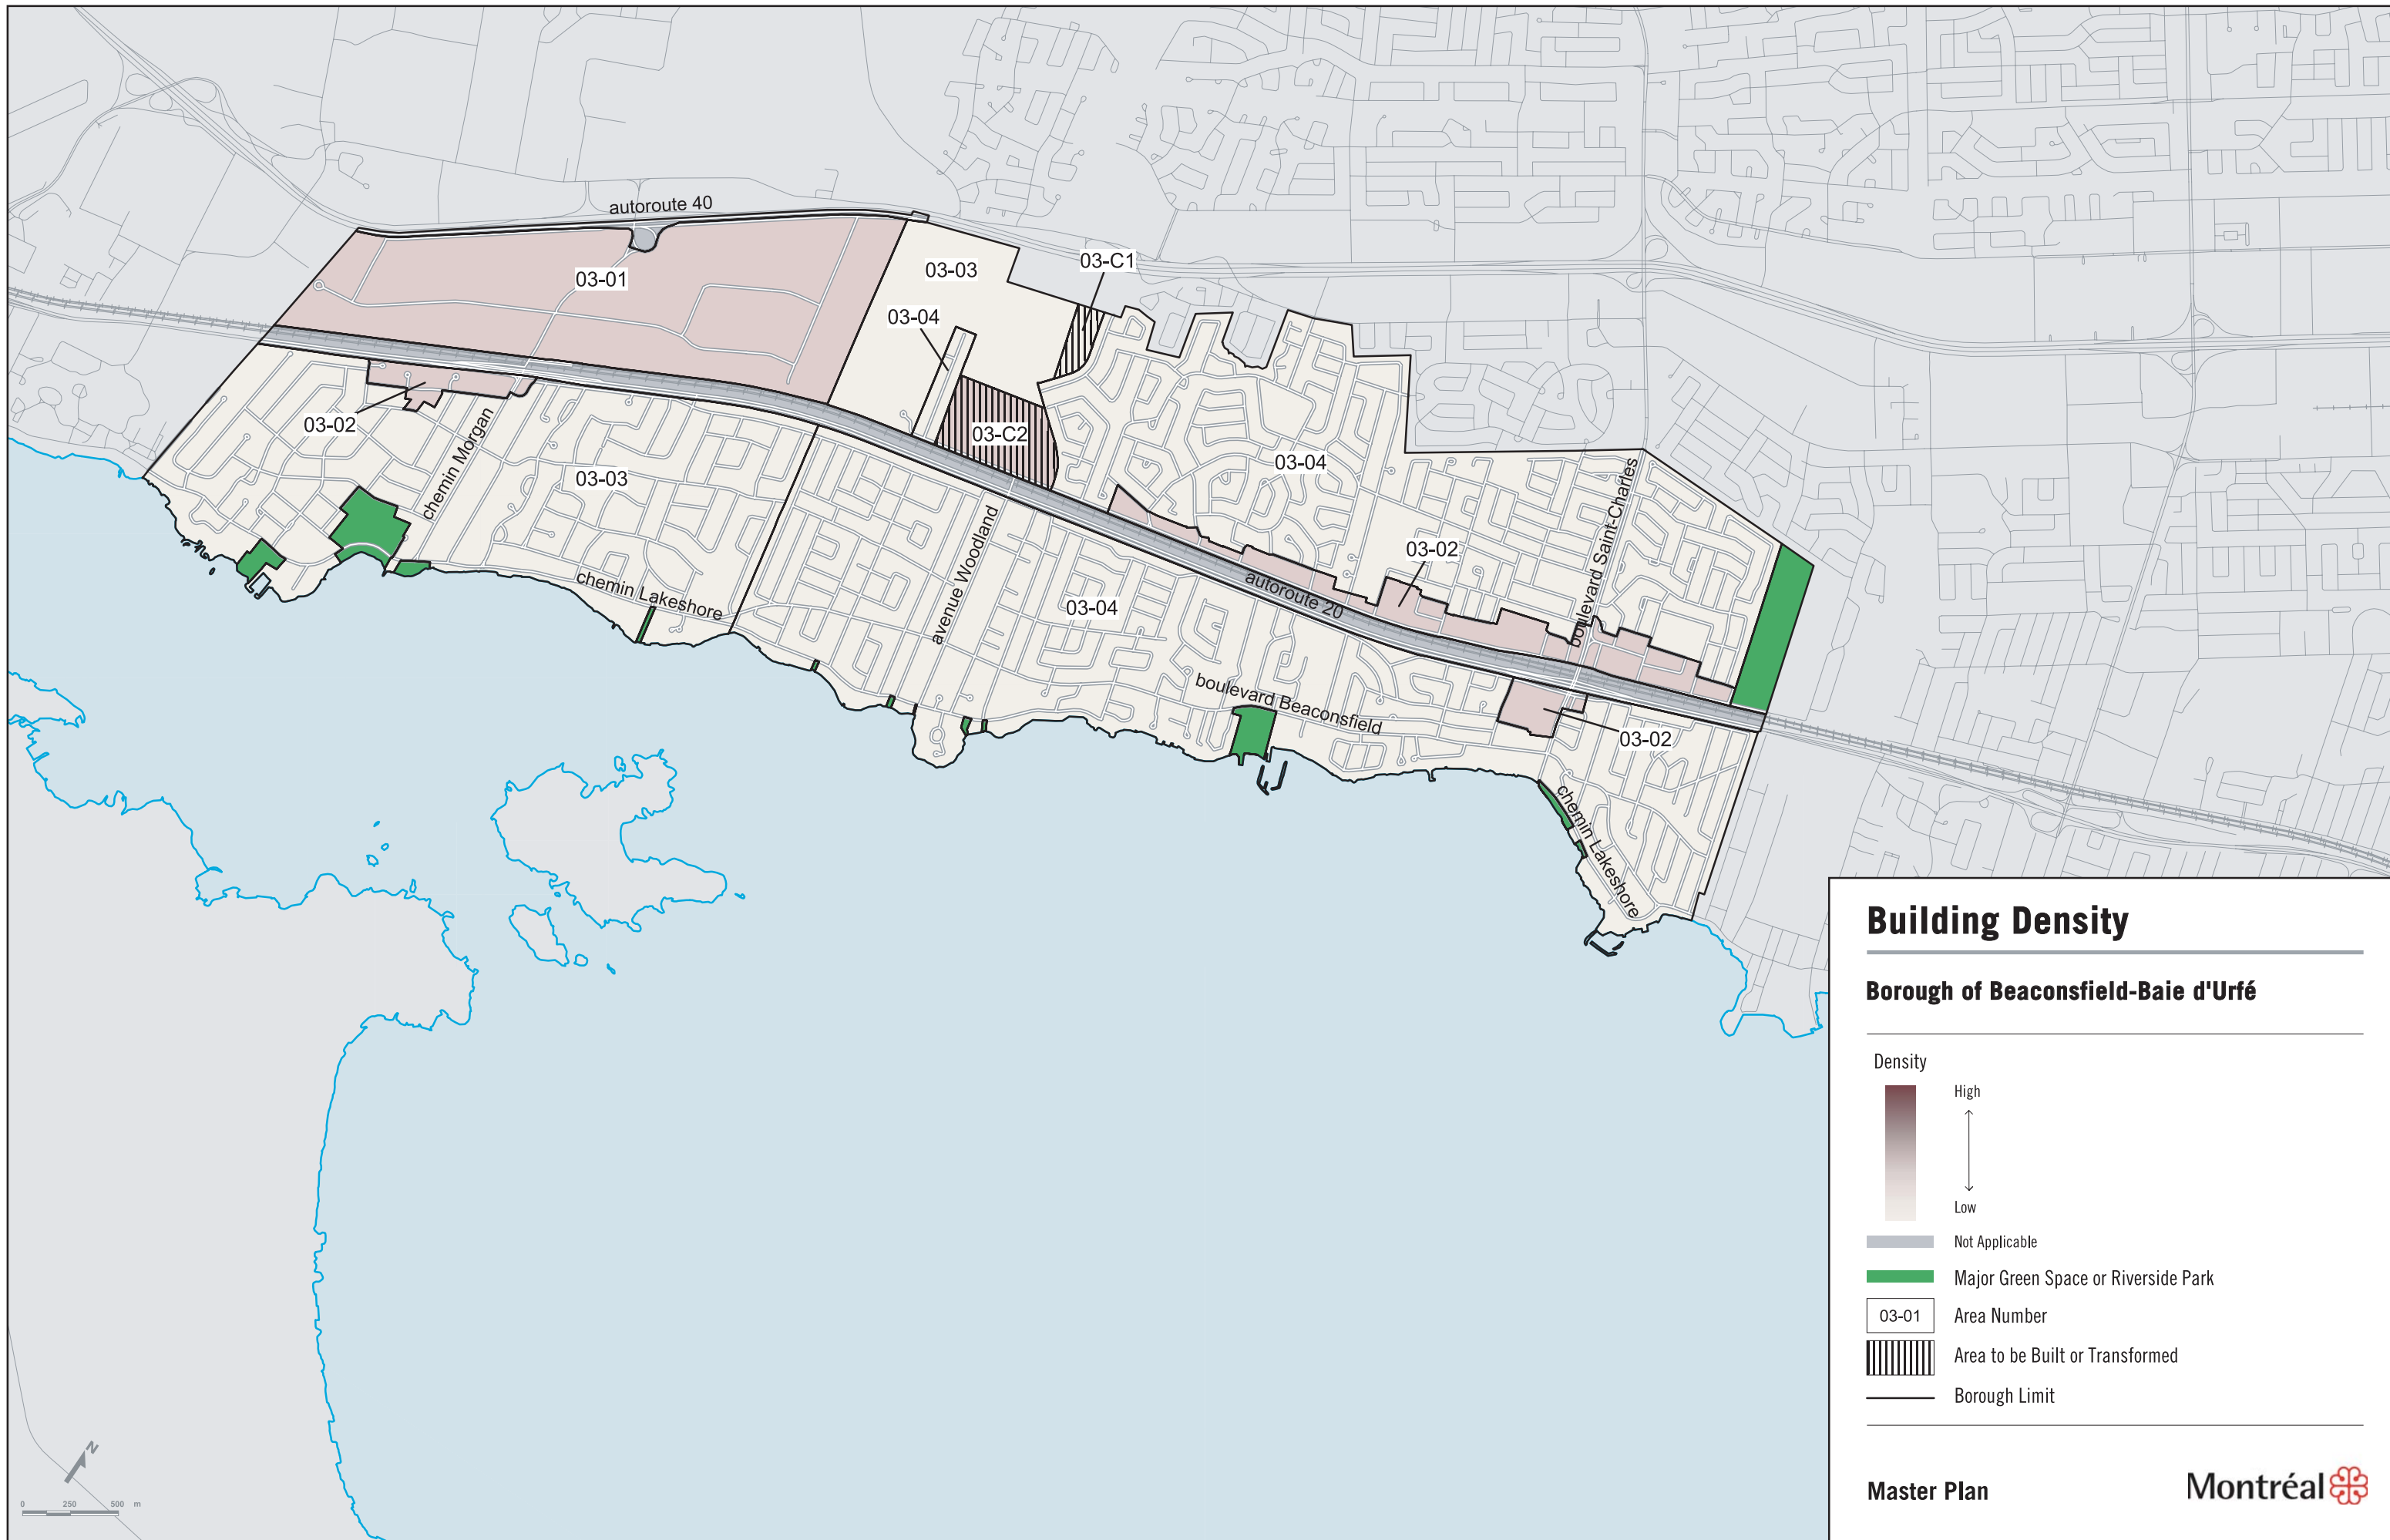 autoroute 40
03-01
03-03
03-C1
03-04
03-C2
03-02
chemin Morgan
03-03
03-04
boulevard Saint-Charles
03-02
avenue Woodland
autoroute 20
chemin Lakeshore
03-04
boulevard Beaconsfield
03-02
chemin Lakeshore
Building Density
Borough of Beaconsfield-Baie d'Urfé
Density
High
Low
Not Applicable
Major Green Space or Riverside Park
03-01 Area Number
Area to be Built or Transformed
Borough Limit
Master Plan
Montréal
N
0 250 500 m